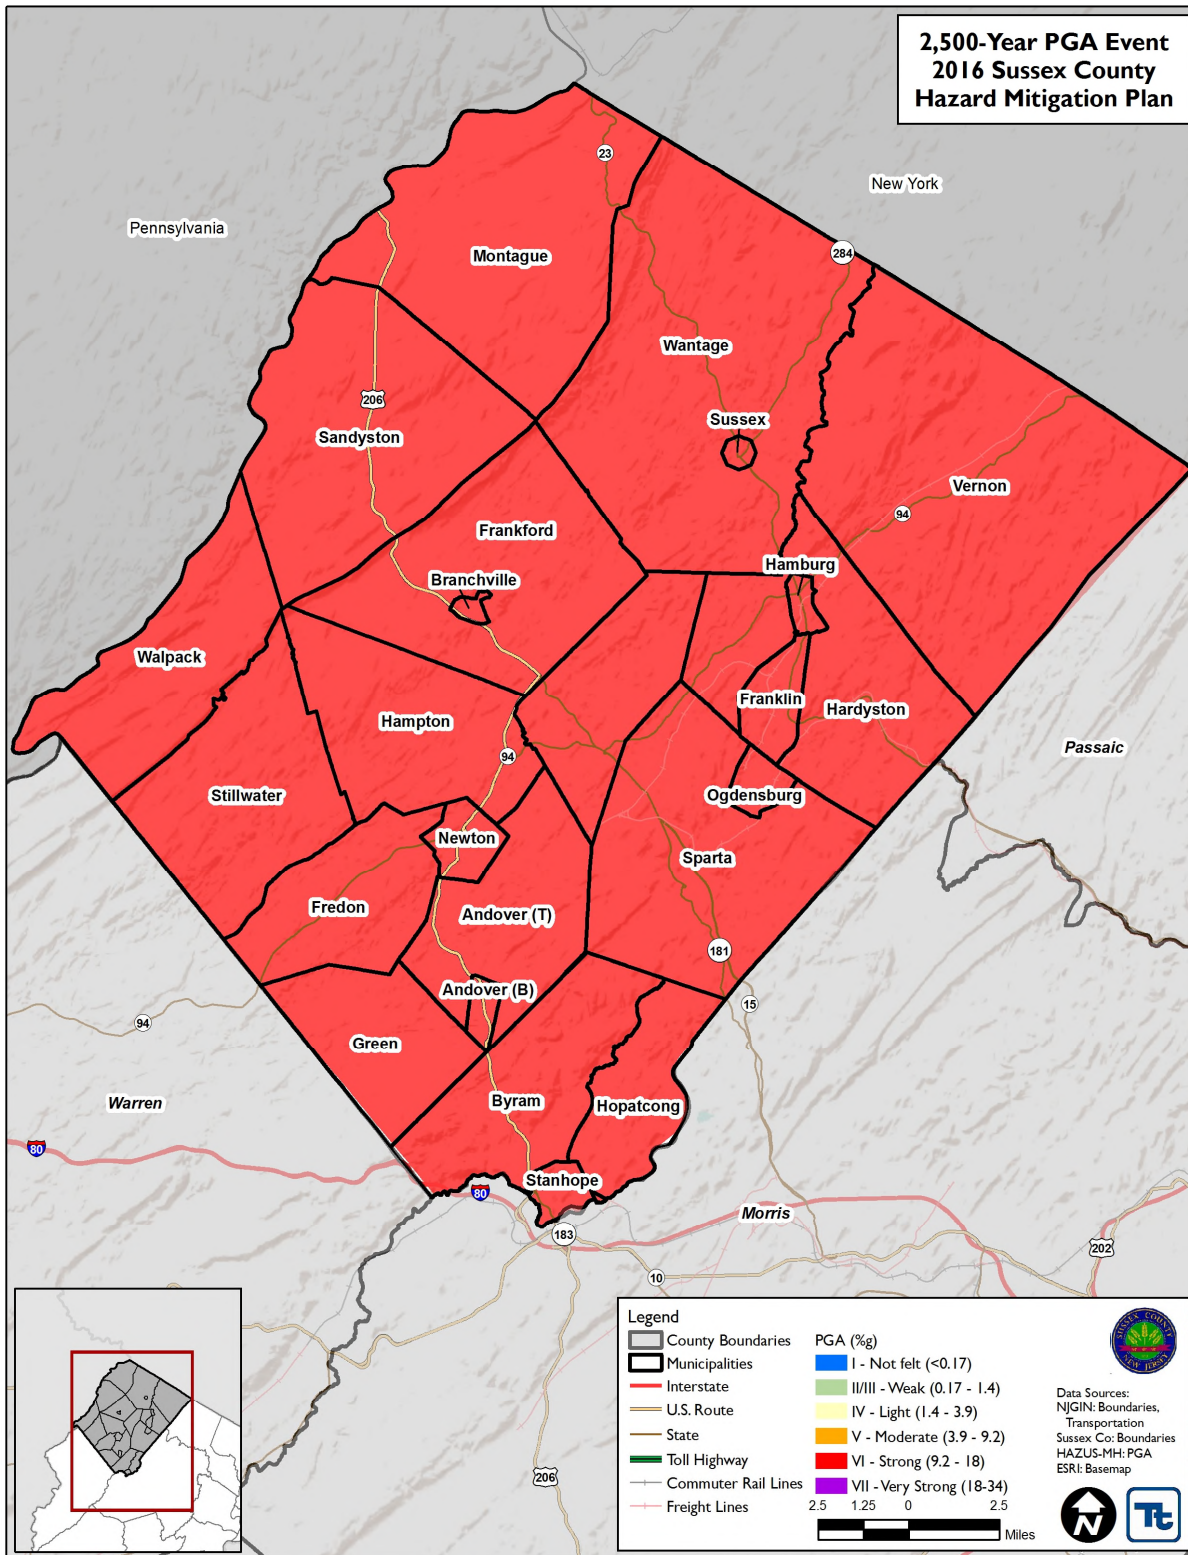 2,500-Year PGA Event
2016 Sussex County
Hazard Mitigation Plan
23
New York
Pennsylvania
284
Montague
Wantage
206
Sussex
Sandyston
Vernon
94
Frankford
Hamburg
Branchville
Walpack
Franklin
Hardyston
Hampton
Passaic
94
Stillwater
Ogdensburg
Newton
Sparta
Fredon
Andover (T)
181
Andover (B)
15
94
Green
Byram
Hopatcong
Warren
80
Stanhope
80
Morris
183
202
10
206
Legend
County Boundaries
Municipalities
Interstate
U.S. Route
State
Toll Highway
Commuter Rail Lines
Freight Lines
PGA (%g)
I - Not felt (<0.17)
II/III - Weak (0.17 - 1.4)
IV - Light (1.4 - 3.9)
V - Moderate (3.9 - 9.2)
VI - Strong (9.2 - 18)
VII - Very Strong (18-34)
2.5 1.25 0 2.5
Miles
SUSSEX COUNTY
NEW JERSEY
Data Sources:
NJGIN: Boundaries,
Transportation
Sussex Co: Boundaries
HAZUS-MH: PGA
ESRI: Basemap
N
Tt